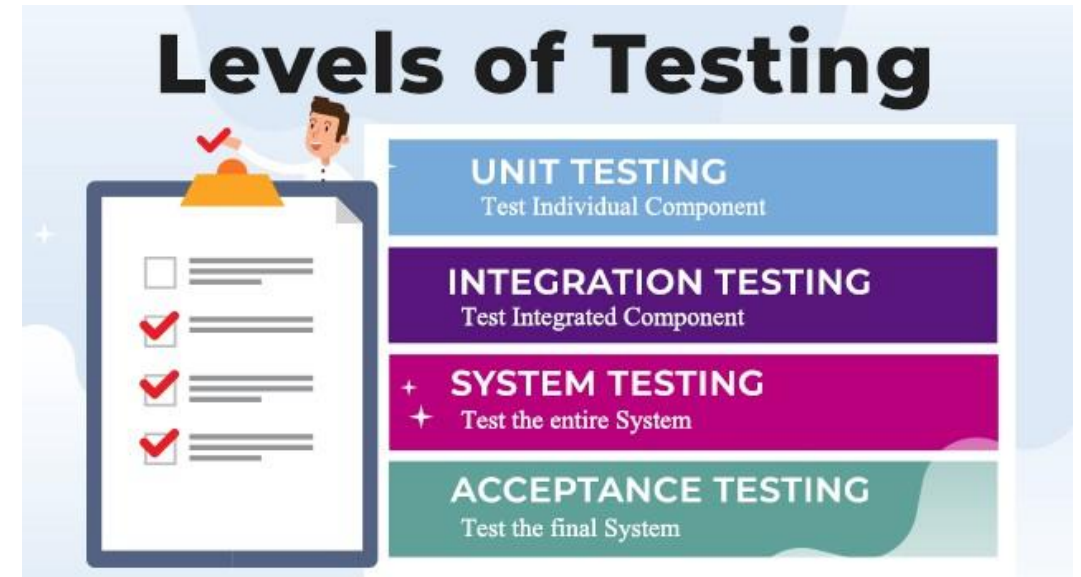 Levels of Testing
UNIT TESTING
Test Individual Component
INTEGRATION TESTING
Test Integrated Component
SYSTEM TESTING
Test the entire System
ACCEPTANCE TESTING
Test the final System